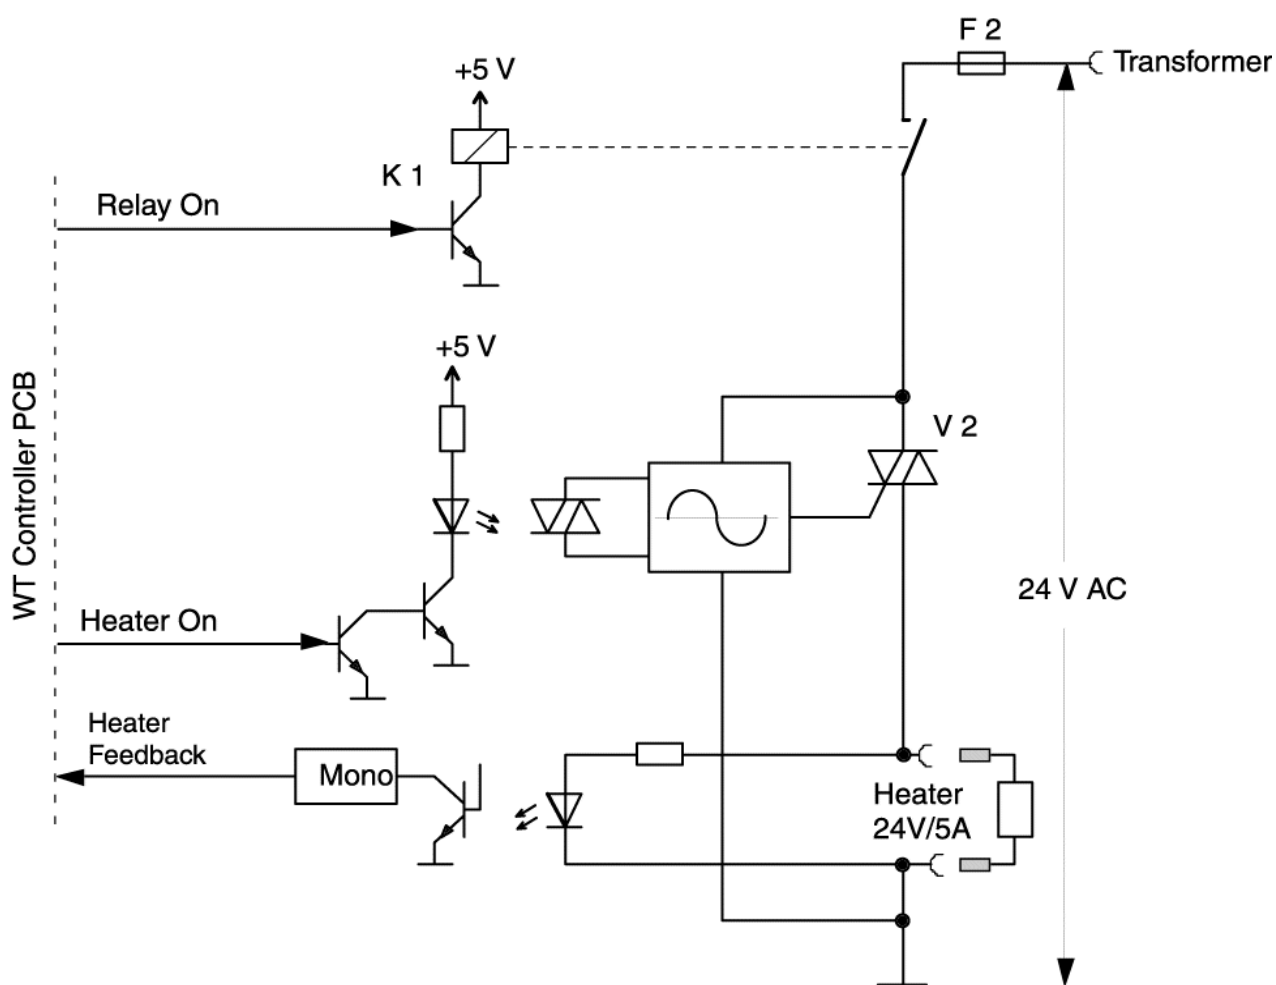 F 2
Transformer
+5 V
K 1
Relay On
+5 V
WT Controller PCB
V 2
24 V AC
Heater On
Heater
Feedback
Mono
Heater
24V/5A